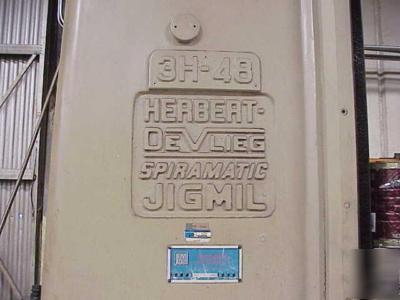 3H-48
HERBERT-
DEVLIEG
SPIRAMATIC
JIGMIL